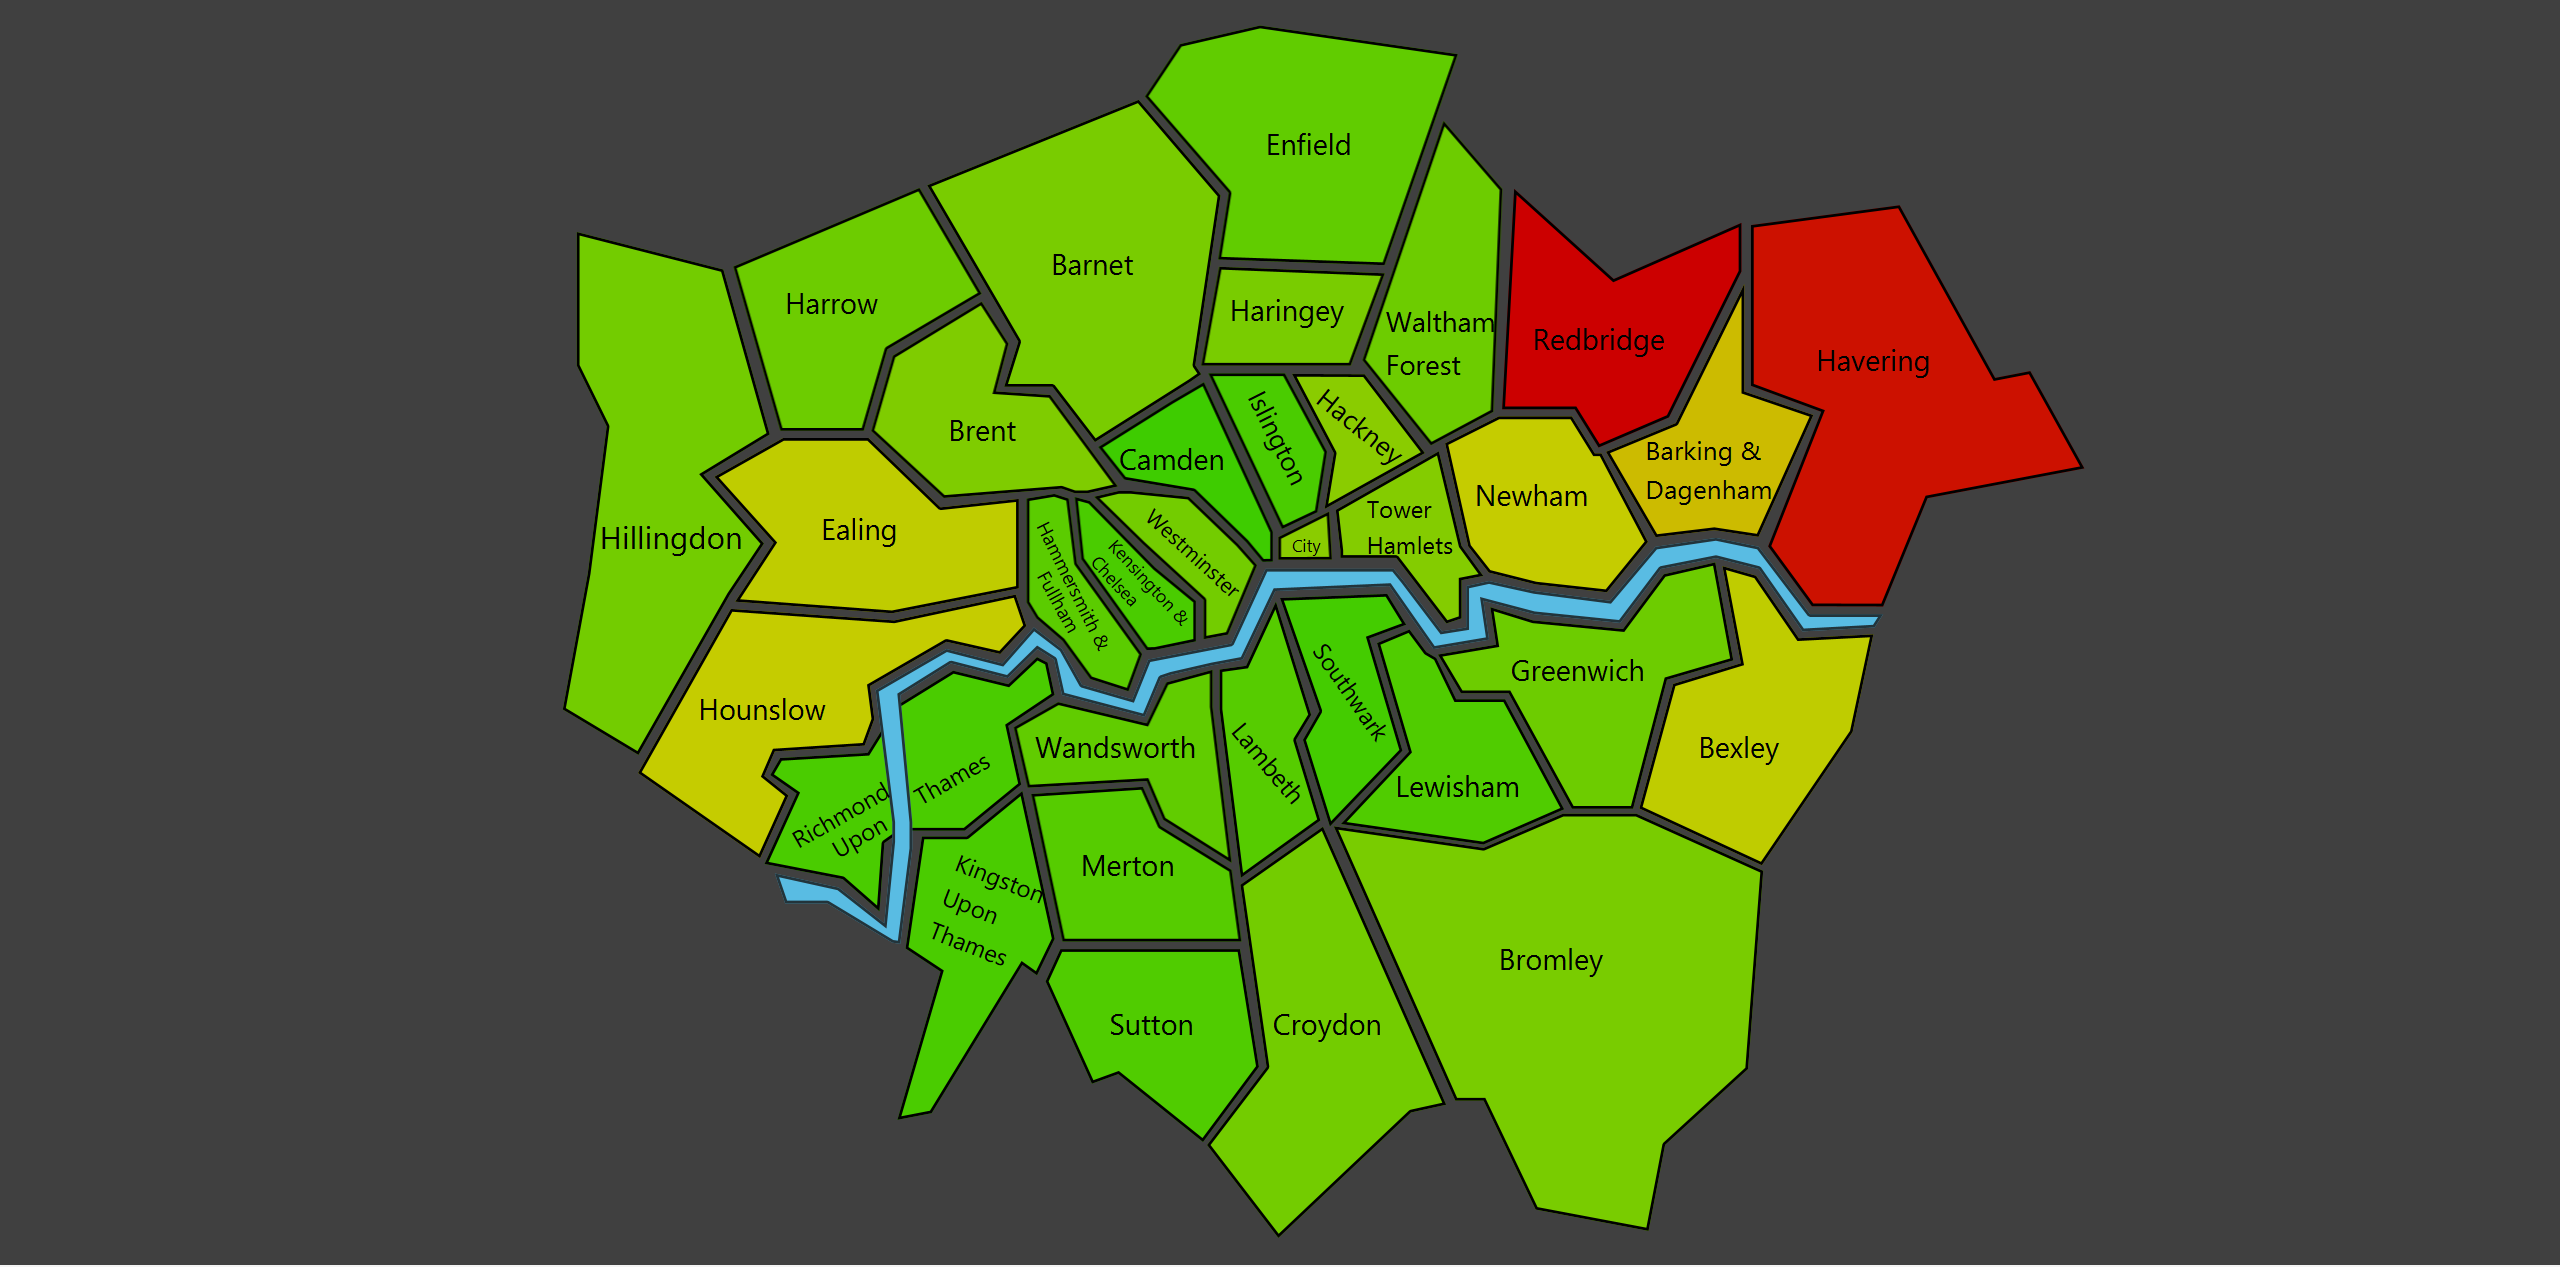 Enfield
Barnet
Harrow
Haringey
Waltham
Forest
Redbridge
Havering
Brent
Camden
Islington
Hackney
Barking &
Dagenham
Newham
Tower
Hamlets
City
Westminster
Kensington &
Chelsea
Hammersmith &
Fullham
Ealing
Hillingdon
Hounslow
Richmond
Upon
Thames
Wandsworth
Lambeth
Southwark
Lewisham
Greenwich
Bexley
Merton
Kingston
Upon
Thames
Sutton
Croydon
Bromley